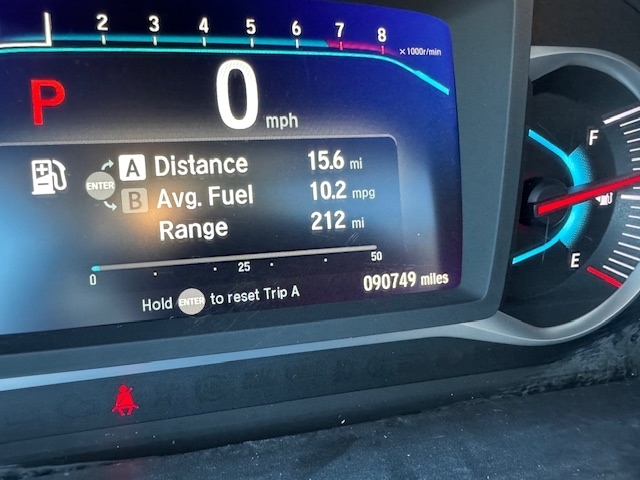 2 3 4 5 6 7 8
x1000r/min
P
0 mph
A Distance 15.6 mi
ENTER
B Avg. Fuel 10.2 mpg
Range 212 mi
0 25 50
090749 miles
Hold ENTER to reset Trip A
F
E